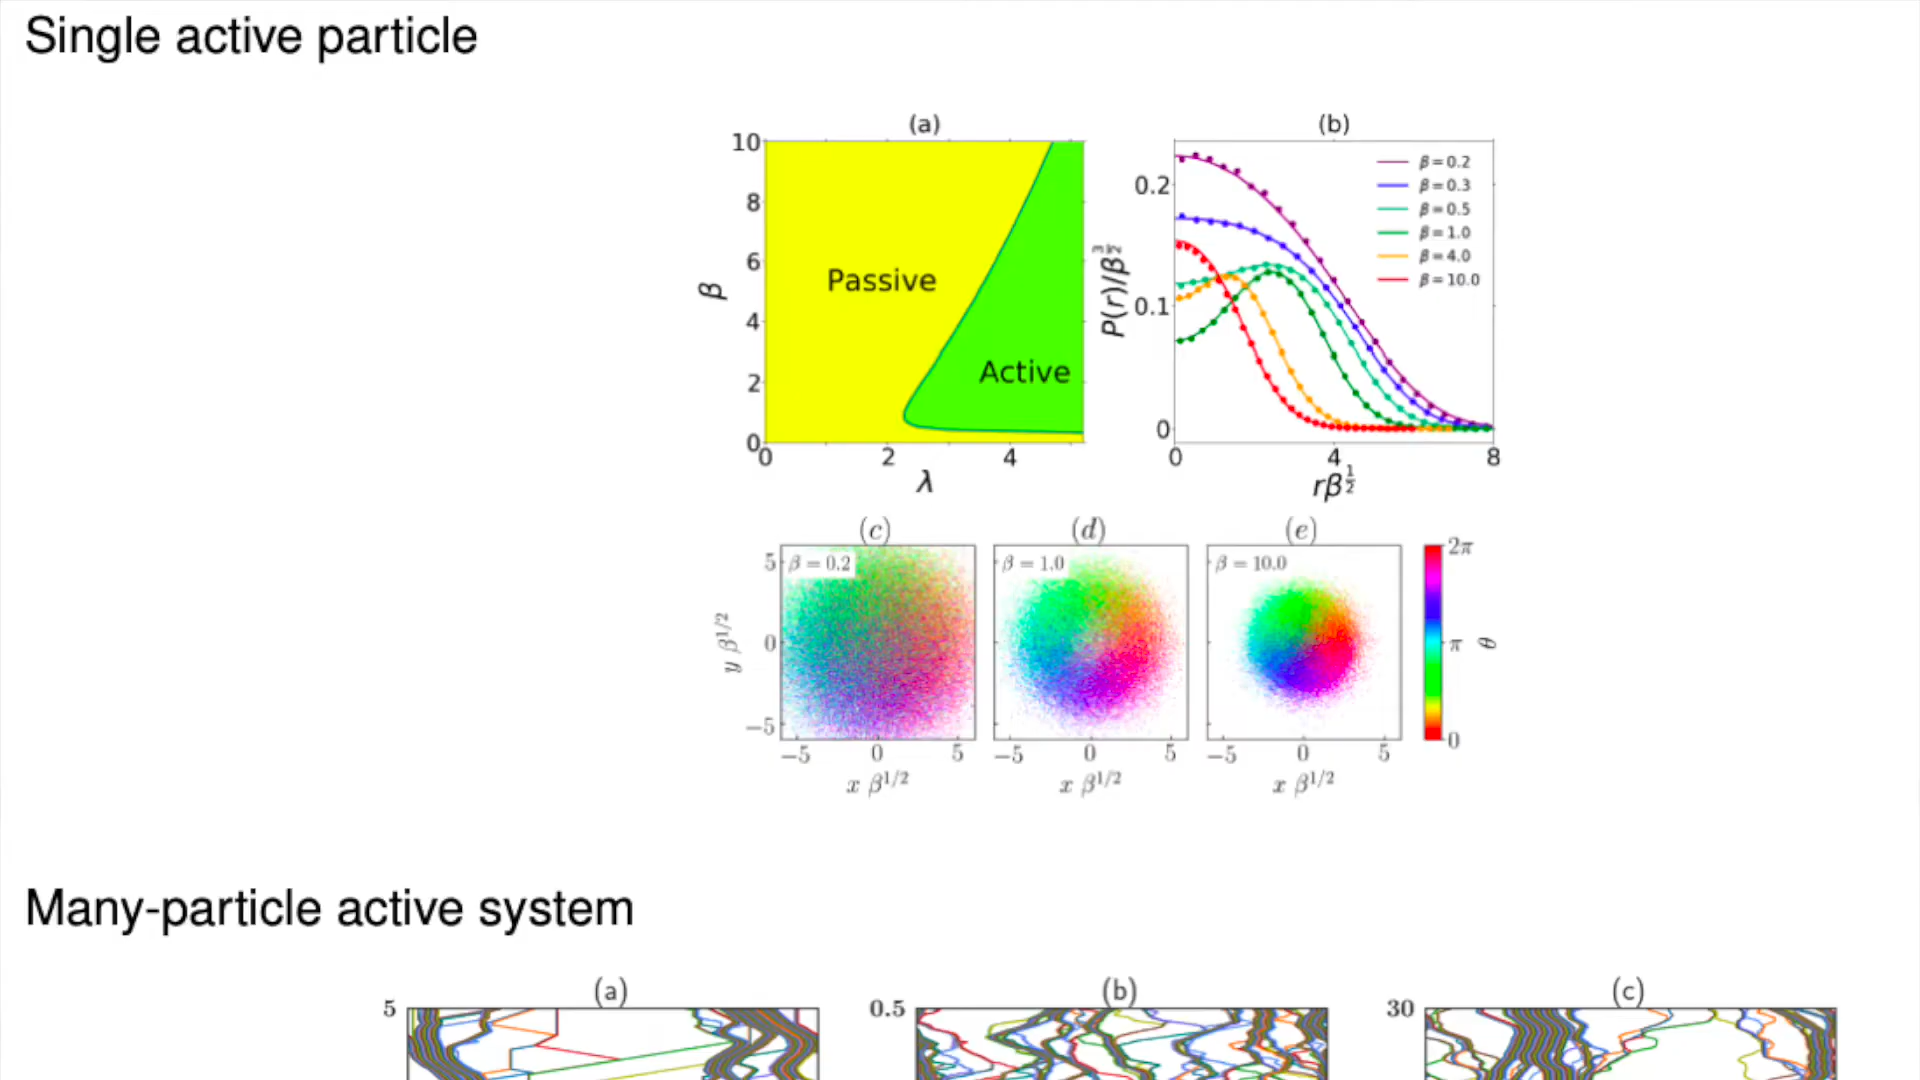 Single active particle
(a)
10
8
6
4
2
0
β
Passive
Active
0 2 4
λ
(b)
0.2
0.1
0
P(r)/β^{3/2}
β = 0.2
β = 0.3
β = 0.5
β = 1.0
β = 4.0
β = 10.0
0 4 8
rβ^{1/2}
(c)
β = 0.2
5
0
−5
y β^{1/2}
−5 0 5
x β^{1/2}
(d)
β = 1.0
−5 0 5
x β^{1/2}
(e)
β = 10.0
−5 0 5
x β^{1/2}
2π
π
0
θ
Many-particle active system
(a)
5
(b)
0.5
(c)
30